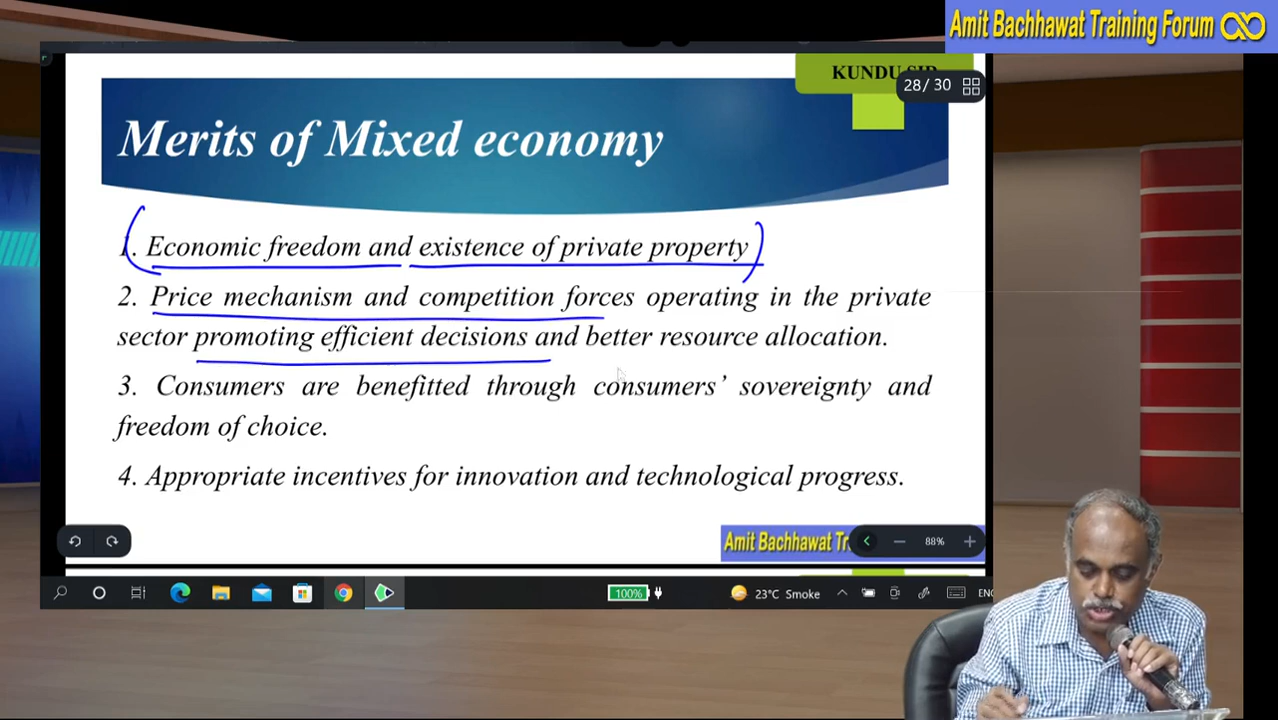 Amit Bachhawat Training Forum
KUNDU SIR
28/ 30
Merits of Mixed economy
1. Economic freedom and existence of private property
2. Price mechanism and competition forces operating in the private
sector promoting efficient decisions and better resource allocation.
3. Consumers are benefitted through consumers’ sovereignty and
freedom of choice.
4. Appropriate incentives for innovation and technological progress.
Amit Bachhawat Tr
88%
100%
23°C Smoke
ENG